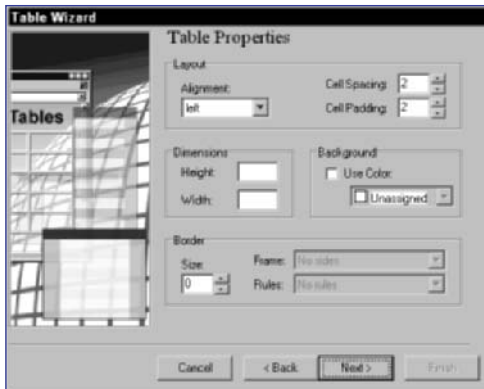 Table Wizard
Table Properties
Tables
Layout
Alignment:
left
Cell Spacing: 2
Cell Padding: 2
Dimensions
Height:
Width:
Background
Use Color:
Unassigned
Border
Size:
0
Frame: No sides
Rules: No rules
Cancel
< Back
Next >
Finish